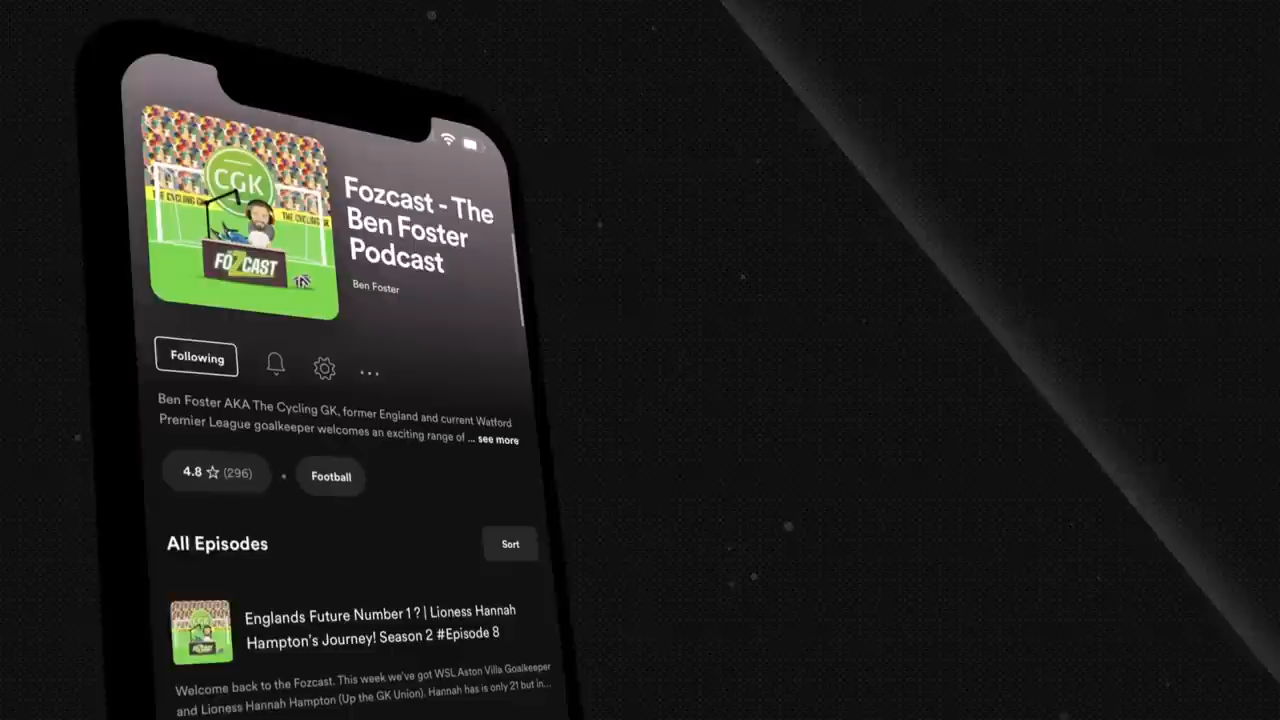 CGK
THE CYCLING GK
THE CYCLING GK
FOZCAST
Fozcast - The
Ben Foster
Podcast
Ben Foster
Following
Ben Foster AKA The Cycling GK, former England and current Watford
Premier League goalkeeper welcomes an exciting range of ... see more
4.8 (296)
Football
All Episodes
Sort
Englands Future Number 1 ? | Lioness Hannah
Hampton's Journey! Season 2 #Episode 8
Welcome back to the Fozcast. This week we've got WSL Aston Villa Goalkeeper
and Lioness Hannah Hampton (Up the GK Union). Hannah has is only 21 but in...